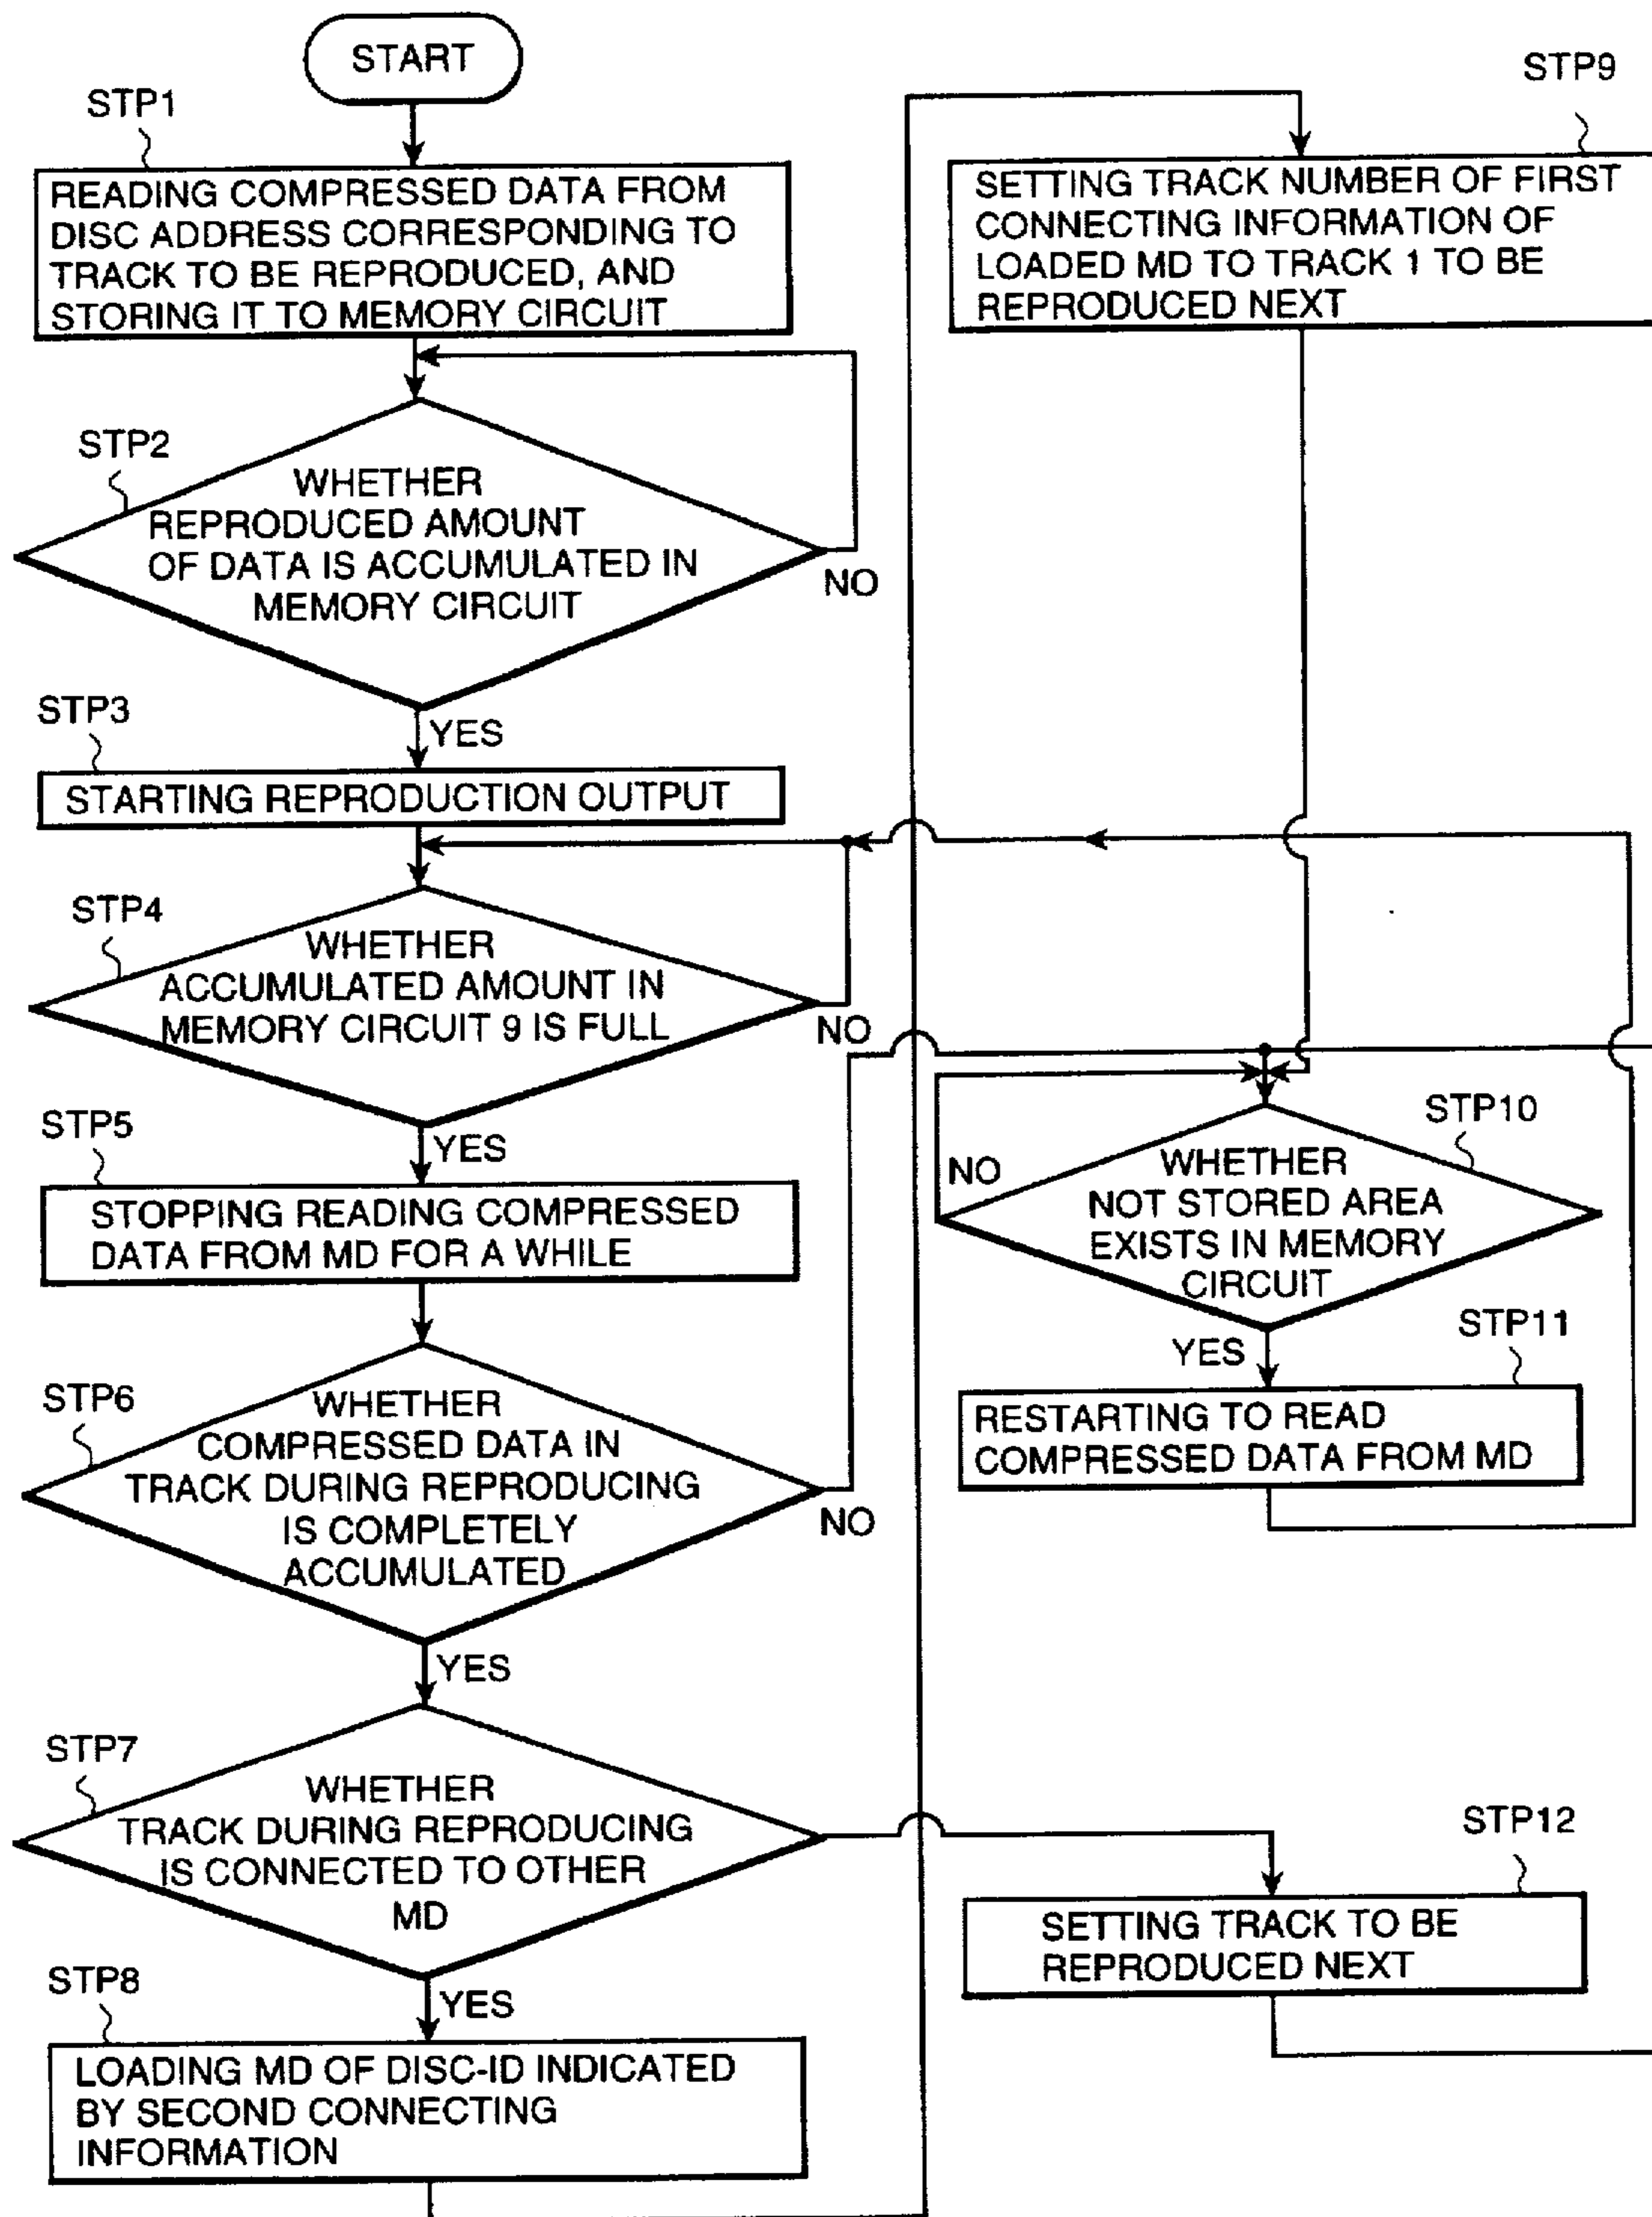 START
STP1
READING COMPRESSED DATA FROM
DISC ADDRESS CORRESPONDING TO
TRACK TO BE REPRODUCED, AND
STORING IT TO MEMORY CIRCUIT
STP2
WHETHER
REPRODUCED AMOUNT
OF DATA IS ACCUMULATED IN
MEMORY CIRCUIT
NO
YES
STP3
STARTING REPRODUCTION OUTPUT
STP4
WHETHER
ACCUMULATED AMOUNT IN
MEMORY CIRCUIT 9 IS FULL
NO
YES
STP5
STOPPING READING COMPRESSED
DATA FROM MD FOR A WHILE
STP6
WHETHER
COMPRESSED DATA IN
TRACK DURING REPRODUCING
IS COMPLETELY
ACCUMULATED
NO
YES
STP7
WHETHER
TRACK DURING REPRODUCING
IS CONNECTED TO OTHER
MD
YES
STP8
LOADING MD OF DISC-ID INDICATED
BY SECOND CONNECTING
INFORMATION
STP9
SETTING TRACK NUMBER OF FIRST
CONNECTING INFORMATION OF
LOADED MD TO TRACK 1 TO BE
REPRODUCED NEXT
STP10
NO
WHETHER
NOT STORED AREA
EXISTS IN MEMORY
CIRCUIT
YES
STP11
RESTARTING TO READ
COMPRESSED DATA FROM MD
STP12
SETTING TRACK TO BE
REPRODUCED NEXT